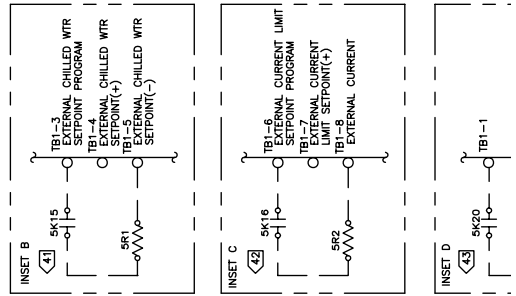 INSET B
41
5K15
5R1
TB1-3
EXTERNAL CHILLED WTR
SETPOINT PROGRAM
TB1-4
EXTERNAL CHILLED WTR
SETPOINT(+)
TB1-5
EXTERNAL CHILLED WTR
SETPOINT(-)
INSET C
42
5K16
5R2
TB1-6
EXTERNAL CURRENT LIMIT
SETPOINT PROGRAM
TB1-7
EXTERNAL CURRENT
LIMIT SETPOINT(+)
TB1-8
EXTERNAL CURRENT
INSET D
43
5K20
TB1-1